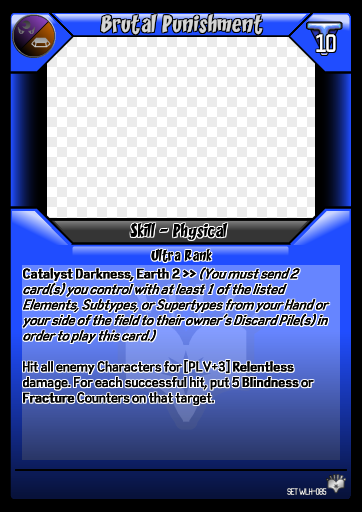 Brutal Punishment
10
Skill - Physical
Ultra Rank
Catalyst Darkness, Earth 2 >> (You must send 2
card(s) you control with at least 1 of the listed
Elements, Subtypes, or Supertypes from your Hand or
your side of the field to their owner's Discard Pile(s) in
order to play this card.)
Hit all enemy Characters for [PLV+3] Relentless
damage. For each successful hit, put 5 Blindness or
Fracture Counters on that target.
SET WLH-085